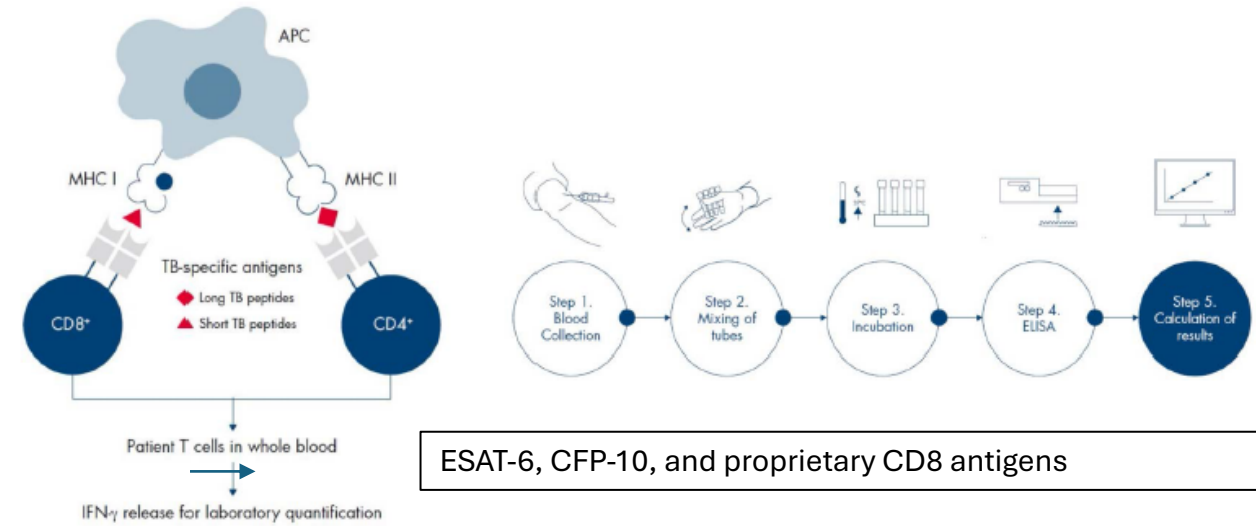 APC
MHC I
MHC II
TB-specific antigens
Long TB peptides
Short TB peptides
CD8+
CD4+
Patient T cells in whole blood
IFNγ release for laboratory quantification
Step 1.
Blood
Collection
Step 2.
Mixing of
tubes
Step 3.
Incubation
Step 4.
ELISA
Step 5.
Calculation of
results
ESAT-6, CFP-10, and proprietary CD8 antigens